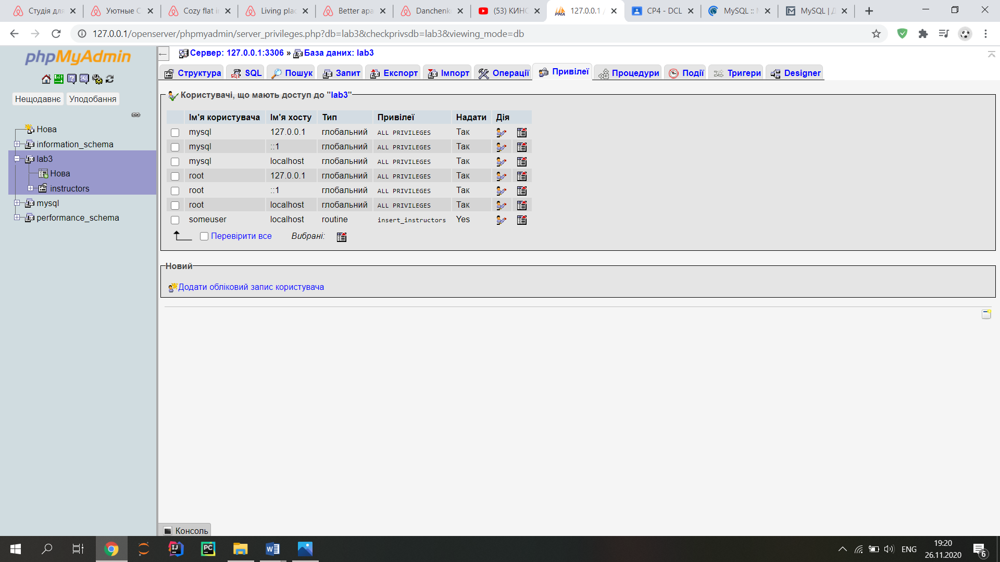 Студія для
Уютные С
Cozy flat i
Living plac
Better apa
Danchenk
(53) КИНО
127.0.0.1 /
CP4 - DCL
MySQL :: M
MySQL | Д
127.0.0.1/openserver/phpmyadmin/server_privileges.php?db=lab3&checkprivsdb=lab3&viewing_mode=db
phpMyAdmin
Нещодавнє Уподобання
Нова
information_schema
lab3
Нова
instructors
mysql
performance_schema
Сервер: 127.0.0.1:3306 » База даних: lab3
Структура SQL Пошук Запит Експорт Імпорт Операції Привілеї Процедури Події Тригери Designer
Користувачі, що мають доступ до "lab3"
Ім'я користувача Ім'я хосту Тип Привілеї Надати Дія
mysql 127.0.0.1 глобальний ALL PRIVILEGES Так
mysql ::1 глобальний ALL PRIVILEGES Так
mysql localhost глобальний ALL PRIVILEGES Так
root 127.0.0.1 глобальний ALL PRIVILEGES Так
root ::1 глобальний ALL PRIVILEGES Так
root localhost глобальний ALL PRIVILEGES Так
someuser localhost routine insert_instructors Yes
Перевірити все Вибрані:
Новий
Додати обліковий запис користувача
Консоль
ENG
19:20
26.11.2020
6